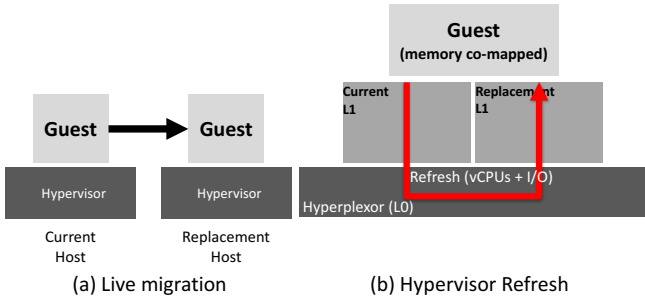 Guest
Guest
Hypervisor
Hypervisor
Current
Host
Replacement
Host
(a) Live migration
Guest
(memory co-mapped)
Current
L1
Replacement
L1
Refresh (vCPUs + I/O)
Hyperplexor (L0)
(b) Hypervisor Refresh